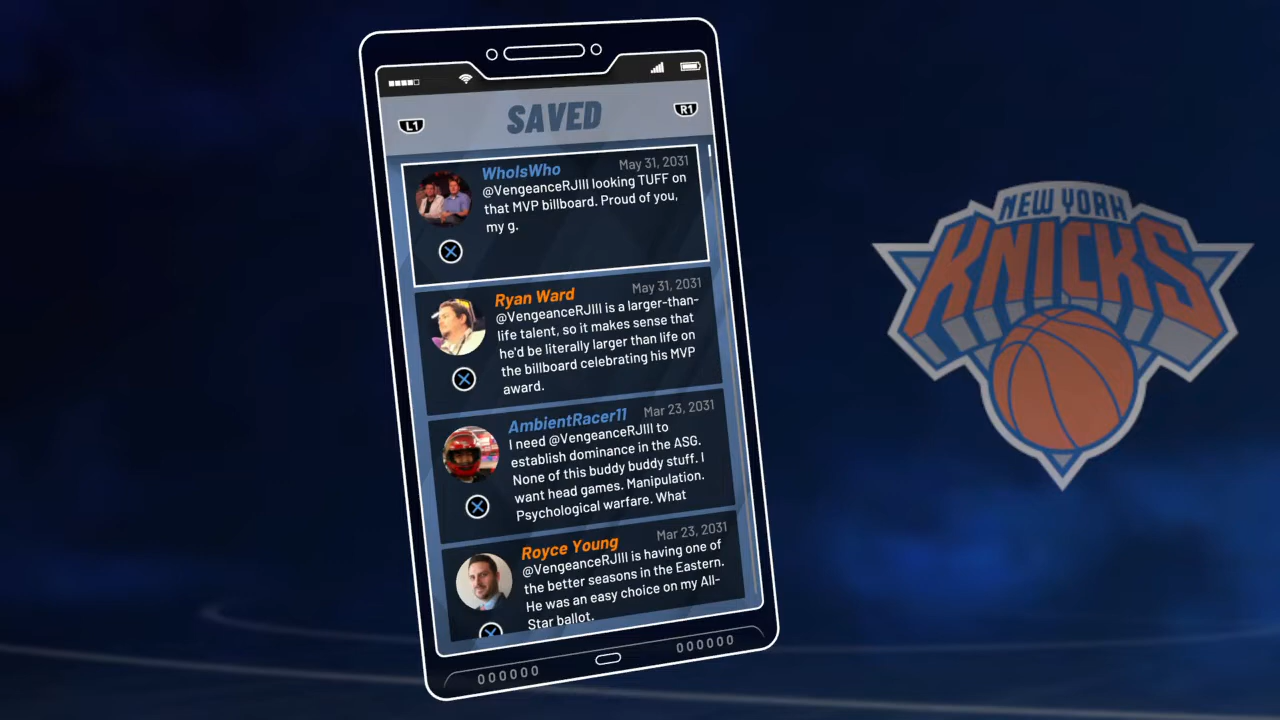 L1
SAVED
R1
WhoIsWho
May 31, 2031
@VengeanceRJIII looking TUFF on
that MVP billboard. Proud of you,
my g.
Ryan Ward
May 31, 2031
@VengeanceRJIII is a larger-than-
life talent, so it makes sense that
he'd be literally larger than life on
the billboard celebrating his MVP
award.
AmbientRacer11
Mar 23, 2031
I need @VengeanceRJIII to
establish dominance in the ASG.
None of this buddy buddy stuff. I
want head games. Manipulation.
Psychological warfare. What
Royce Young
Mar 23, 2031
@VengeanceRJIII is having one of
the better seasons in the Eastern.
He was an easy choice on my All-
Star ballot.
NEW YORK
KNICKS